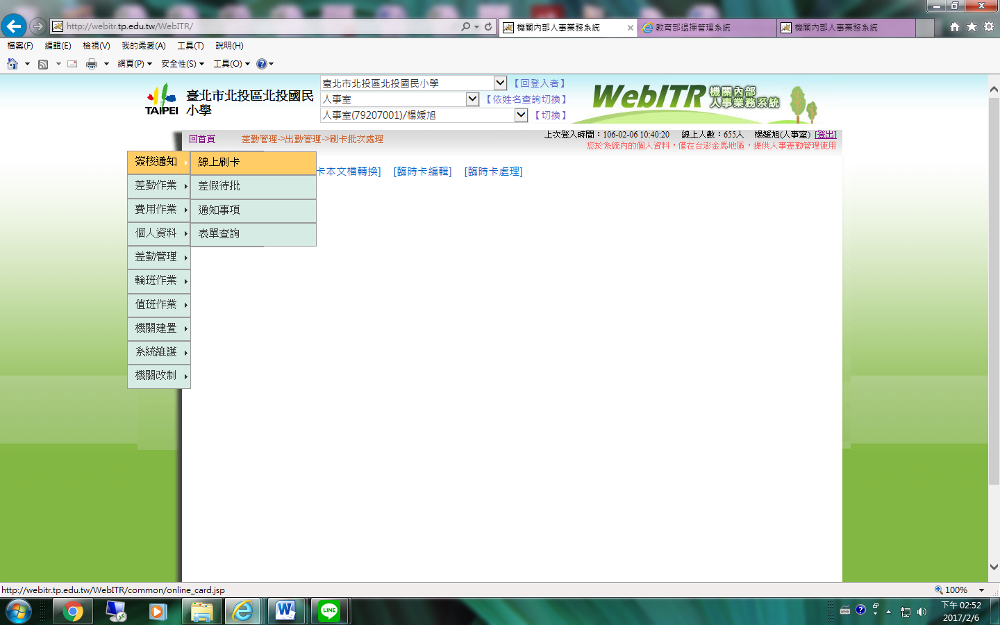 http://webitr.tp.edu.tw/WebITR/
機關內部人事業務系統
教育部退撫管理系統
機關內部人事業務系統
檔案(F) 編輯(E) 檢視(V) 我的最愛(A) 工具(T) 說明(H)
網頁(P) 安全性(S) 工具(O)
TAIPEI
臺北市北投區北投國民小學
臺北市北投區北投國民小學 【回登入者】
人事室 【依姓名查詢切換】
人事室(79207001)/楊媛旭 【切換】
WebITR 機關內部
人事業務系統
回首頁 差勤管理->出勤管理->刷卡批次處理
上次登入時間：106-02-06 10:40:20 線上人數：655人 楊媛旭(人事室) [登出]
您於系統內的個人資料，僅在台澎金馬地區，提供人事差勤管理使用
卡本文檔轉換] [臨時卡編輯] [臨時卡處理]
簽核通知
差勤作業
費用作業
個人資料
差勤管理
輪班作業
值班作業
機關建置
系統維護
機關改制
線上刷卡
差假待批
通知事項
表單查詢
http://webitr.tp.edu.tw/WebITR/common/online_card.jsp
100%
LINE
下午 02:52
2017/2/6